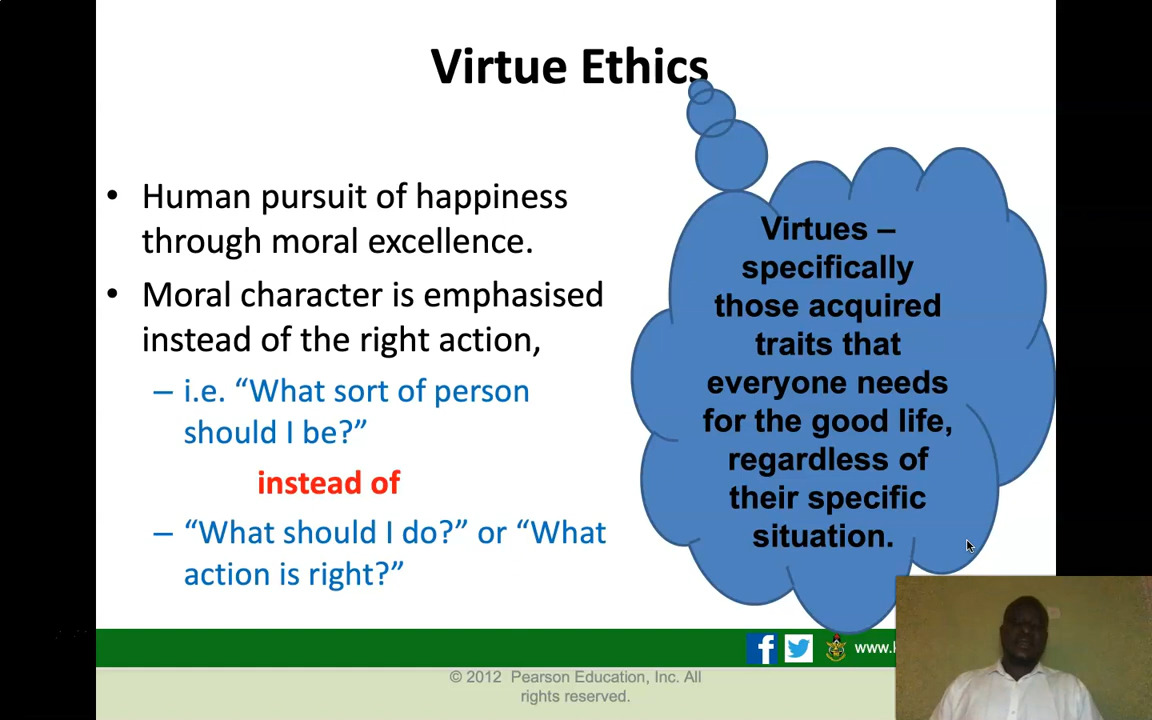 Virtue Ethics
• Human pursuit of happiness
through moral excellence.
• Moral character is emphasised
instead of the right action,
– i.e. “What sort of person
should I be?”
instead of
– “What should I do?” or “What
action is right?”
Virtues –
specifically
those acquired
traits that
everyone needs
for the good life,
regardless of
their specific
situation.
www.
© 2012 Pearson Education, Inc. All
rights reserved.